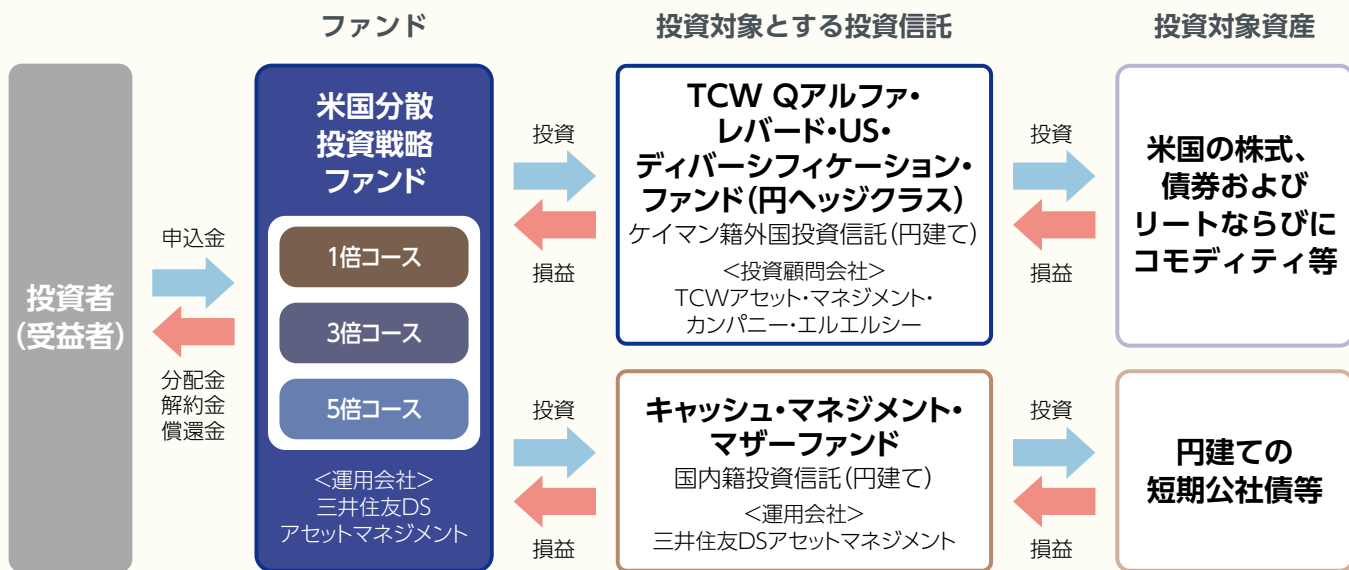 ファンド
投資対象とする投資信託
投資対象資産
投資者
(受益者)
申込金
分配金
解約金
償還金
米国分散
投資戦略
ファンド
1倍コース
3倍コース
5倍コース
<運用会社>
三井住友DS
アセットマネジメント
投資
損益
TCW Qアルファ・
レバード・US・
ディバーシフィケーション・
ファンド(円ヘッジクラス)
ケイマン籍外国投資信託(円建て)
<投資顧問会社>
TCWアセット・マネジメント・
カンパニー・エルエルシー
投資
損益
米国の株式、
債券および
リートならびに
コモディティ等
投資
損益
キャッシュ・マネジメント・
マザーファンド
国内籍投資信託(円建て)
<運用会社>
三井住友DSアセットマネジメント
投資
損益
円建ての
短期公社債等